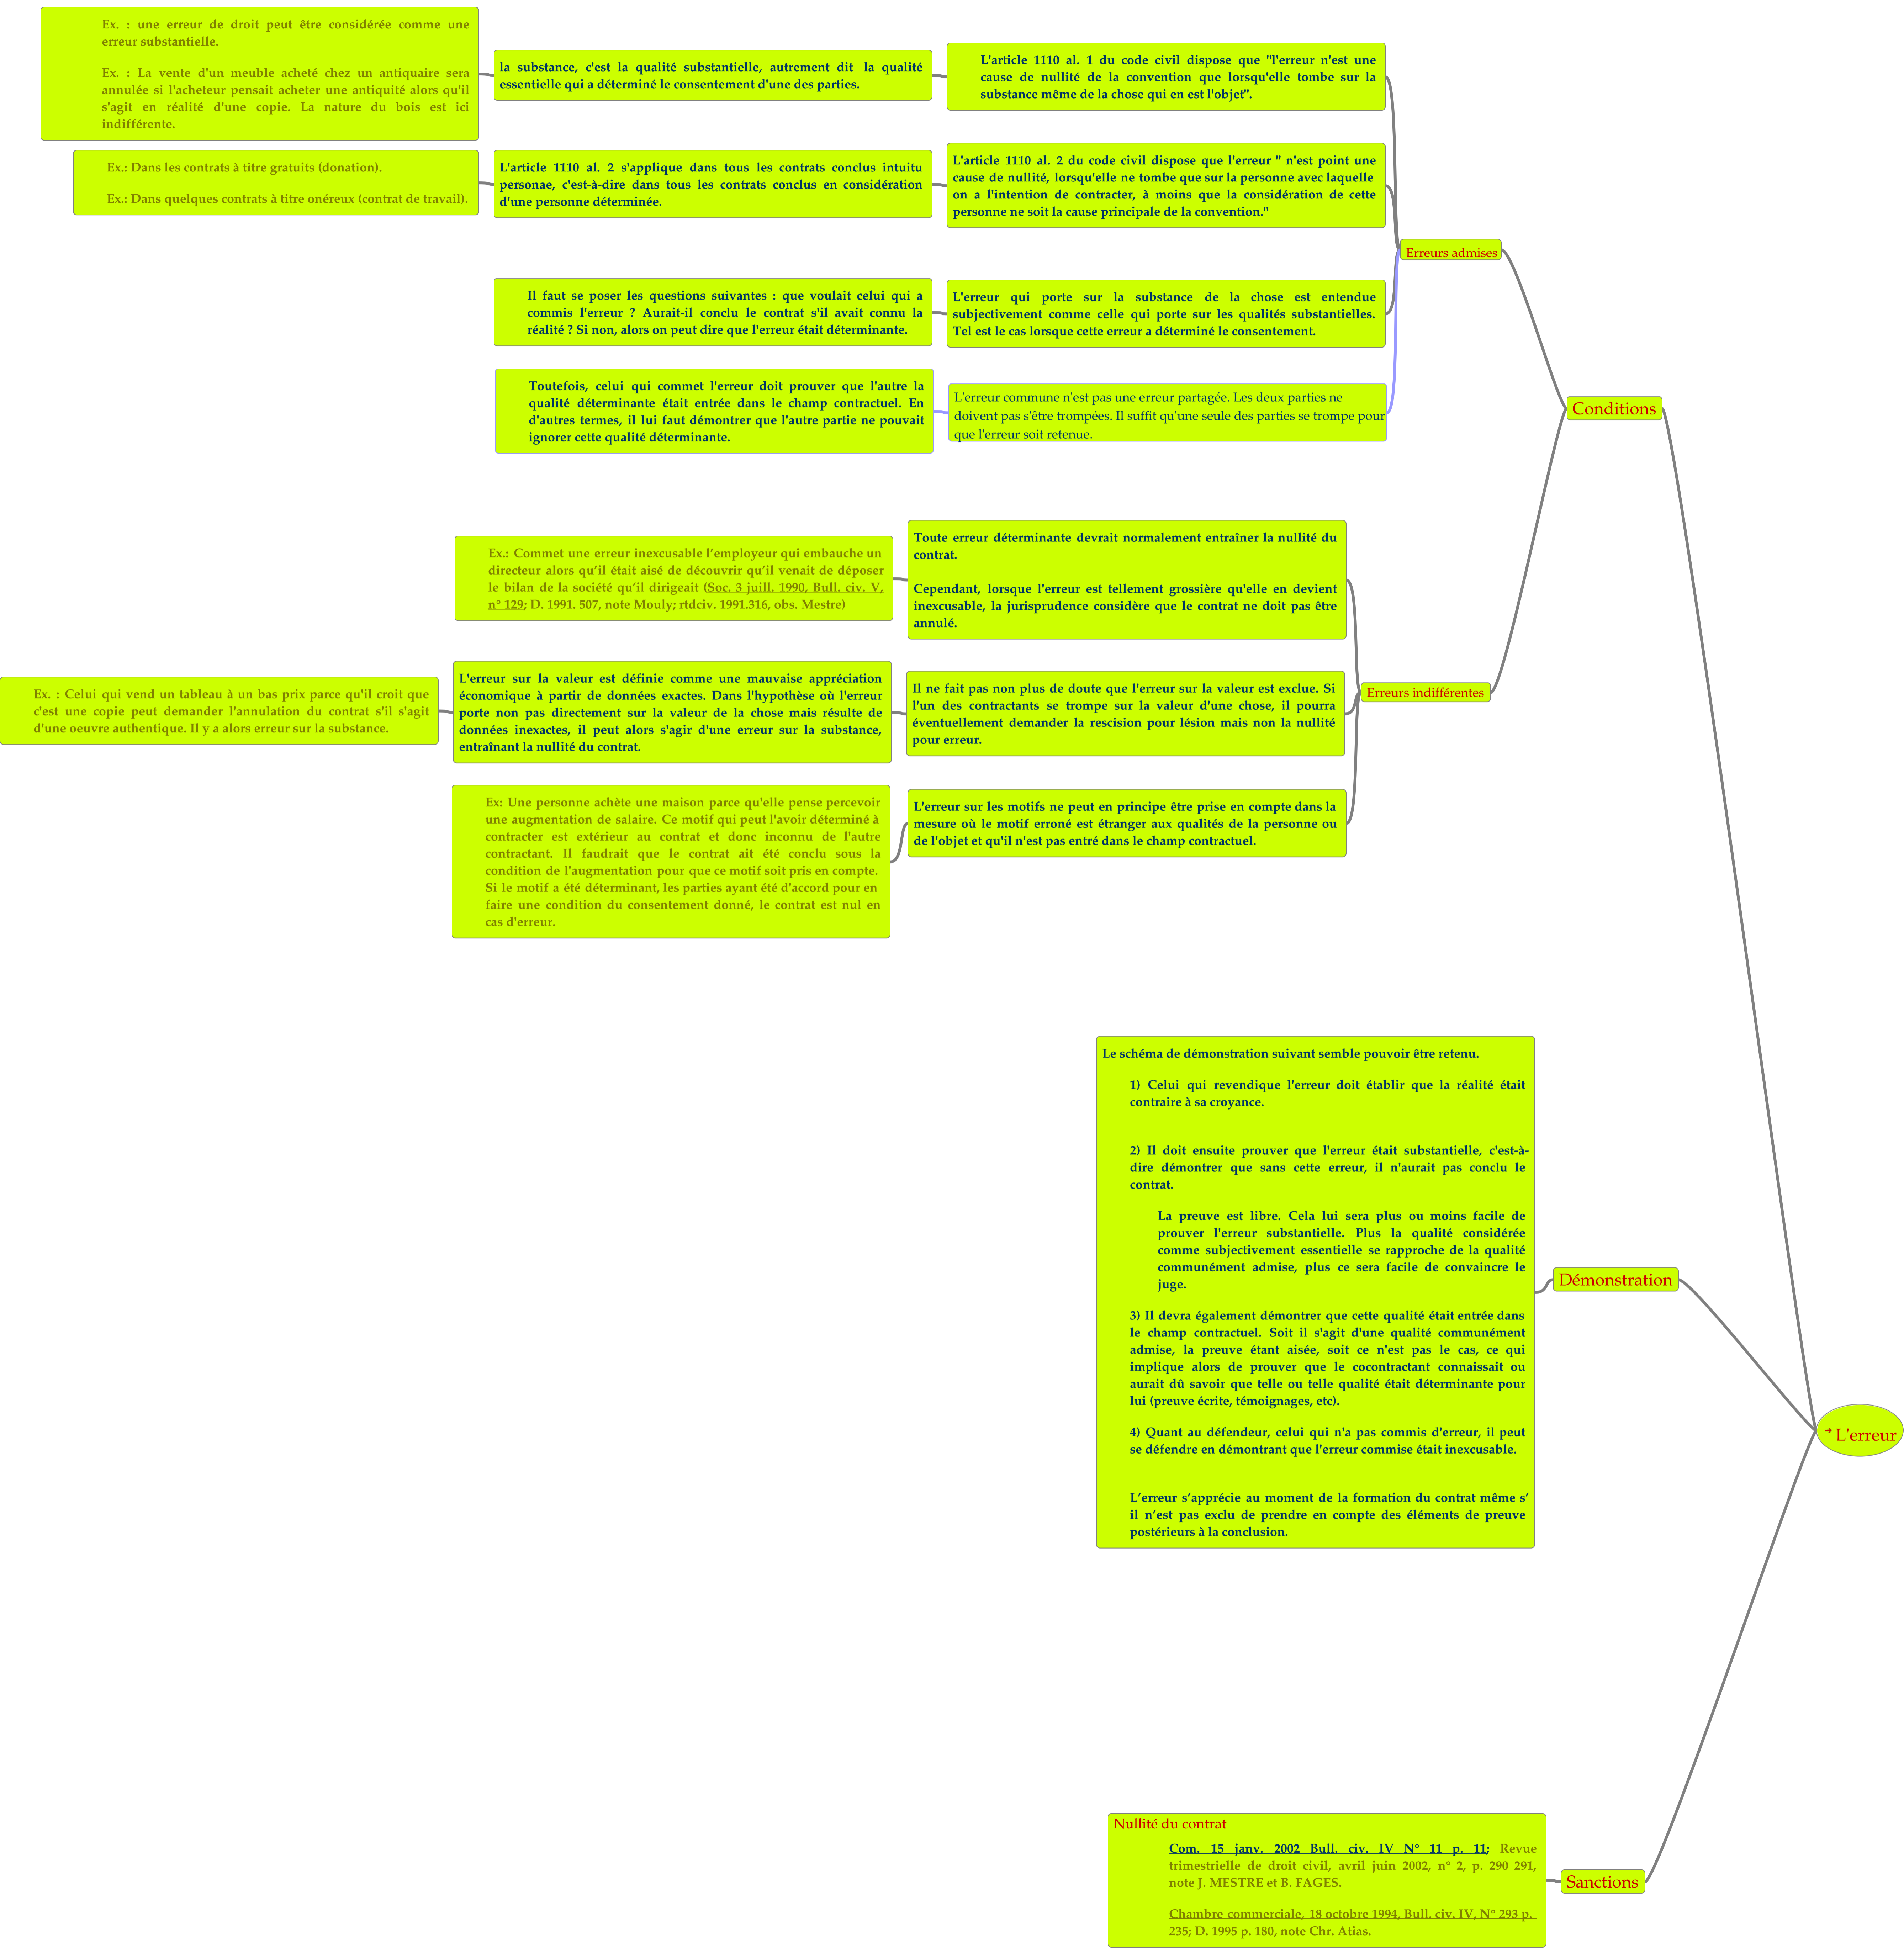 L'erreur
Conditions
Erreurs admises
L'article 1110 al. 1 du code civil dispose que "l'erreur n'est une
cause de nullité de la convention que lorsqu'elle tombe sur la
substance même de la chose qui en est l'objet".
la substance, c'est la qualité substantielle, autrement dit la qualité
essentielle qui a déterminé le consentement d'une des parties.
Ex. : une erreur de droit peut être considérée comme une
erreur substantielle.
Ex. : La vente d'un meuble acheté chez un antiquaire sera
annulée si l'acheteur pensait acheter une antiquité alors qu'il
s'agit en réalité d'une copie. La nature du bois est ici
indifférente.
L'article 1110 al. 2 du code civil dispose que l'erreur " n'est point une
cause de nullité, lorsqu'elle ne tombe que sur la personne avec laquelle
on a l'intention de contracter, à moins que la considération de cette
personne ne soit la cause principale de la convention."
L'article 1110 al. 2 s'applique dans tous les contrats conclus intuitu
personae, c'est-à-dire dans tous les contrats conclus en considération
d'une personne déterminée.
Ex.: Dans les contrats à titre gratuits (donation).
Ex.: Dans quelques contrats à titre onéreux (contrat de travail).
L'erreur qui porte sur la substance de la chose est entendue
subjectivement comme celle qui porte sur les qualités substantielles.
Tel est le cas lorsque cette erreur a déterminé le consentement.
Il faut se poser les questions suivantes : que voulait celui qui a
commis l'erreur ? Aurait-il conclu le contrat s'il avait connu la
réalité ? Si non, alors on peut dire que l'erreur était déterminante.
L'erreur commune n'est pas une erreur partagée. Les deux parties ne
doivent pas s'être trompées. Il suffit qu'une seule des parties se trompe pour
que l'erreur soit retenue.
Toutefois, celui qui commet l'erreur doit prouver que l'autre la
qualité déterminante était entrée dans le champ contractuel. En
d'autres termes, il lui faut démontrer que l'autre partie ne pouvait
ignorer cette qualité déterminante.
Erreurs indifférentes
Toute erreur déterminante devrait normalement entraîner la nullité du
contrat.
Cependant, lorsque l'erreur est tellement grossière qu'elle en devient
inexcusable, la jurisprudence considère que le contrat ne doit pas être
annulé.
Ex.: Commet une erreur inexcusable l’employeur qui embauche un
directeur alors qu’il était aisé de découvrir qu’il venait de déposer
le bilan de la société qu’il dirigeait (Soc. 3 juill. 1990, Bull. civ. V,
n° 129; D. 1991. 507, note Mouly; rtdciv. 1991.316, obs. Mestre)
Il ne fait pas non plus de doute que l'erreur sur la valeur est exclue. Si
l'un des contractants se trompe sur la valeur d'une chose, il pourra
éventuellement demander la rescision pour lésion mais non la nullité
pour erreur.
L'erreur sur la valeur est définie comme une mauvaise appréciation
économique à partir de données exactes. Dans l'hypothèse où l'erreur
porte non pas directement sur la valeur de la chose mais résulte de
données inexactes, il peut alors s'agir d'une erreur sur la substance,
entraînant la nullité du contrat.
Ex. : Celui qui vend un tableau à un bas prix parce qu'il croit que
c'est une copie peut demander l'annulation du contrat s'il s'agit
d'une oeuvre authentique. Il y a alors erreur sur la substance.
L'erreur sur les motifs ne peut en principe être prise en compte dans la
mesure où le motif erroné est étranger aux qualités de la personne ou
de l'objet et qu'il n'est pas entré dans le champ contractuel.
Ex: Une personne achète une maison parce qu'elle pense percevoir
une augmentation de salaire. Ce motif qui peut l'avoir déterminé à
contracter est extérieur au contrat et donc inconnu de l'autre
contractant. Il faudrait que le contrat ait été conclu sous la
condition de l'augmentation pour que ce motif soit pris en compte.
Si le motif a été déterminant, les parties ayant été d'accord pour en
faire une condition du consentement donné, le contrat est nul en
cas d'erreur.
Démonstration
Le schéma de démonstration suivant semble pouvoir être retenu.
1) Celui qui revendique l'erreur doit établir que la réalité était
contraire à sa croyance.
2) Il doit ensuite prouver que l'erreur était substantielle, c'est-à-
dire démontrer que sans cette erreur, il n'aurait pas conclu le
contrat.
La preuve est libre. Cela lui sera plus ou moins facile de
prouver l'erreur substantielle. Plus la qualité considérée
comme subjectivement essentielle se rapproche de la qualité
communément admise, plus ce sera facile de convaincre le
juge.
3) Il devra également démontrer que cette qualité était entrée dans
le champ contractuel. Soit il s'agit d'une qualité communément
admise, la preuve étant aisée, soit ce n'est pas le cas, ce qui
implique alors de prouver que le cocontractant connaissait ou
aurait dû savoir que telle ou telle qualité était déterminante pour
lui (preuve écrite, témoignages, etc).
4) Quant au défendeur, celui qui n'a pas commis d'erreur, il peut
se défendre en démontrant que l'erreur commise était inexcusable.
L’erreur s’apprécie au moment de la formation du contrat même s’
il n’est pas exclu de prendre en compte des éléments de preuve
postérieurs à la conclusion.
Sanctions
Nullité du contrat
Com. 15 janv. 2002 Bull. civ. IV N° 11 p. 11; Revue
trimestrielle de droit civil, avril juin 2002, n° 2, p. 290 291,
note J. MESTRE et B. FAGES.
Chambre commerciale, 18 octobre 1994, Bull. civ. IV, N° 293 p.
235; D. 1995 p. 180, note Chr. Atias.